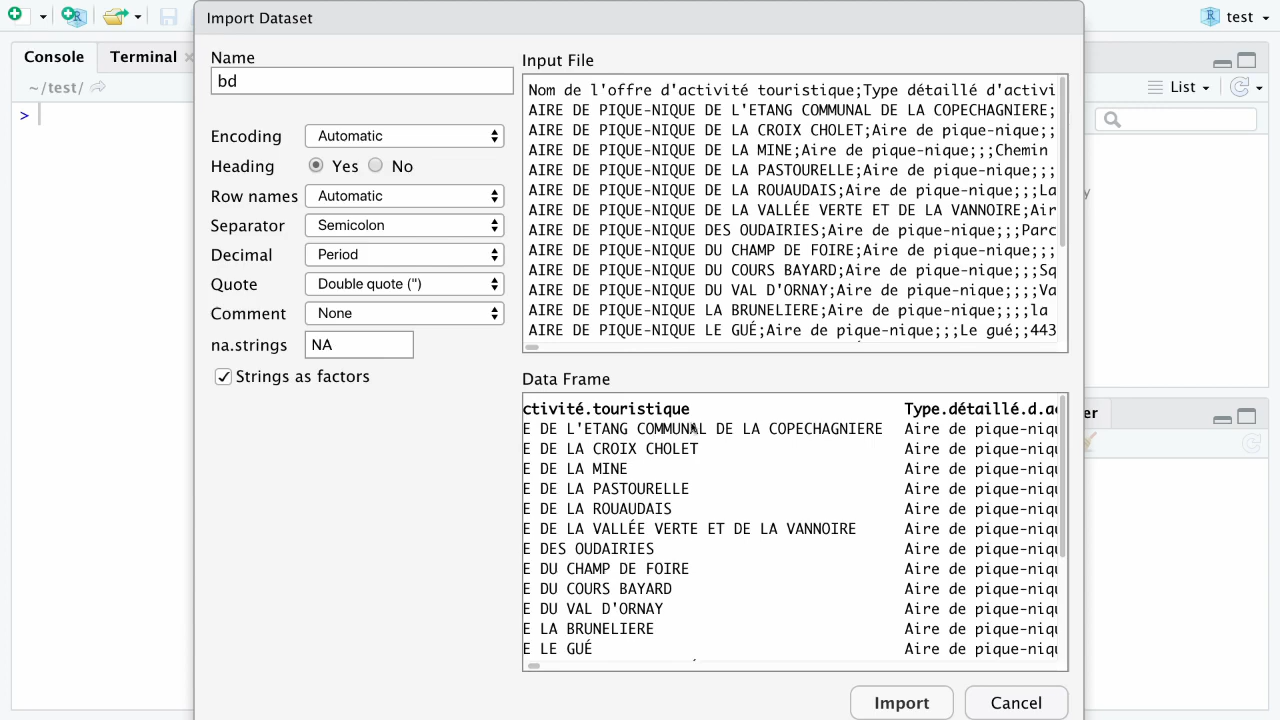 Import Dataset
test
Console
Terminal
~/test/
>
List
Name
bd
Encoding
Automatic
Heading
Yes
No
Row names
Automatic
Separator
Semicolon
Decimal
Period
Quote
Double quote (")
Comment
None
na.strings
NA
Strings as factors
Input File
Nom de l'offre d'activité touristique;Type détaillé d'activi
AIRE DE PIQUE-NIQUE DE L'ETANG COMMUNAL DE LA COPECHAGNIERE;
AIRE DE PIQUE-NIQUE DE LA CROIX CHOLET;Aire de pique-nique;;
AIRE DE PIQUE-NIQUE DE LA MINE;Aire de pique-nique;;;Chemin
AIRE DE PIQUE-NIQUE DE LA PASTOURELLE;Aire de pique-nique;;;
AIRE DE PIQUE-NIQUE DE LA ROUAUDAIS;Aire de pique-nique;;;La
AIRE DE PIQUE-NIQUE DE LA VALLÉE VERTE ET DE LA VANNOIRE;Air
AIRE DE PIQUE-NIQUE DES OUDAIRIES;Aire de pique-nique;;;Parc
AIRE DE PIQUE-NIQUE DU CHAMP DE FOIRE;Aire de pique-nique;;;
AIRE DE PIQUE-NIQUE DU COURS BAYARD;Aire de pique-nique;;;Sq
AIRE DE PIQUE-NIQUE DU VAL D'ORNAY;Aire de pique-nique;;;;Va
AIRE DE PIQUE-NIQUE LA BRUNELIERE;Aire de pique-nique;;;;la
AIRE DE PIQUE-NIQUE LE GUÉ;Aire de pique-nique;;;Le gué;;443
Data Frame
ctivité.touristique Type.détaillé.d.a
E DE L'ETANG COMMUNAL DE LA COPECHAGNIERE Aire de pique-niqu
E DE LA CROIX CHOLET Aire de pique-niqu
E DE LA MINE Aire de pique-niqu
E DE LA PASTOURELLE Aire de pique-niqu
E DE LA ROUAUDAIS Aire de pique-niqu
E DE LA VALLÉE VERTE ET DE LA VANNOIRE Aire de pique-niqu
E DES OUDAIRIES Aire de pique-niqu
E DU CHAMP DE FOIRE Aire de pique-niqu
E DU COURS BAYARD Aire de pique-niqu
E DU VAL D'ORNAY Aire de pique-niqu
E LA BRUNELIERE Aire de pique-niqu
E LE GUÉ Aire de pique-niqu
er
Import
Cancel